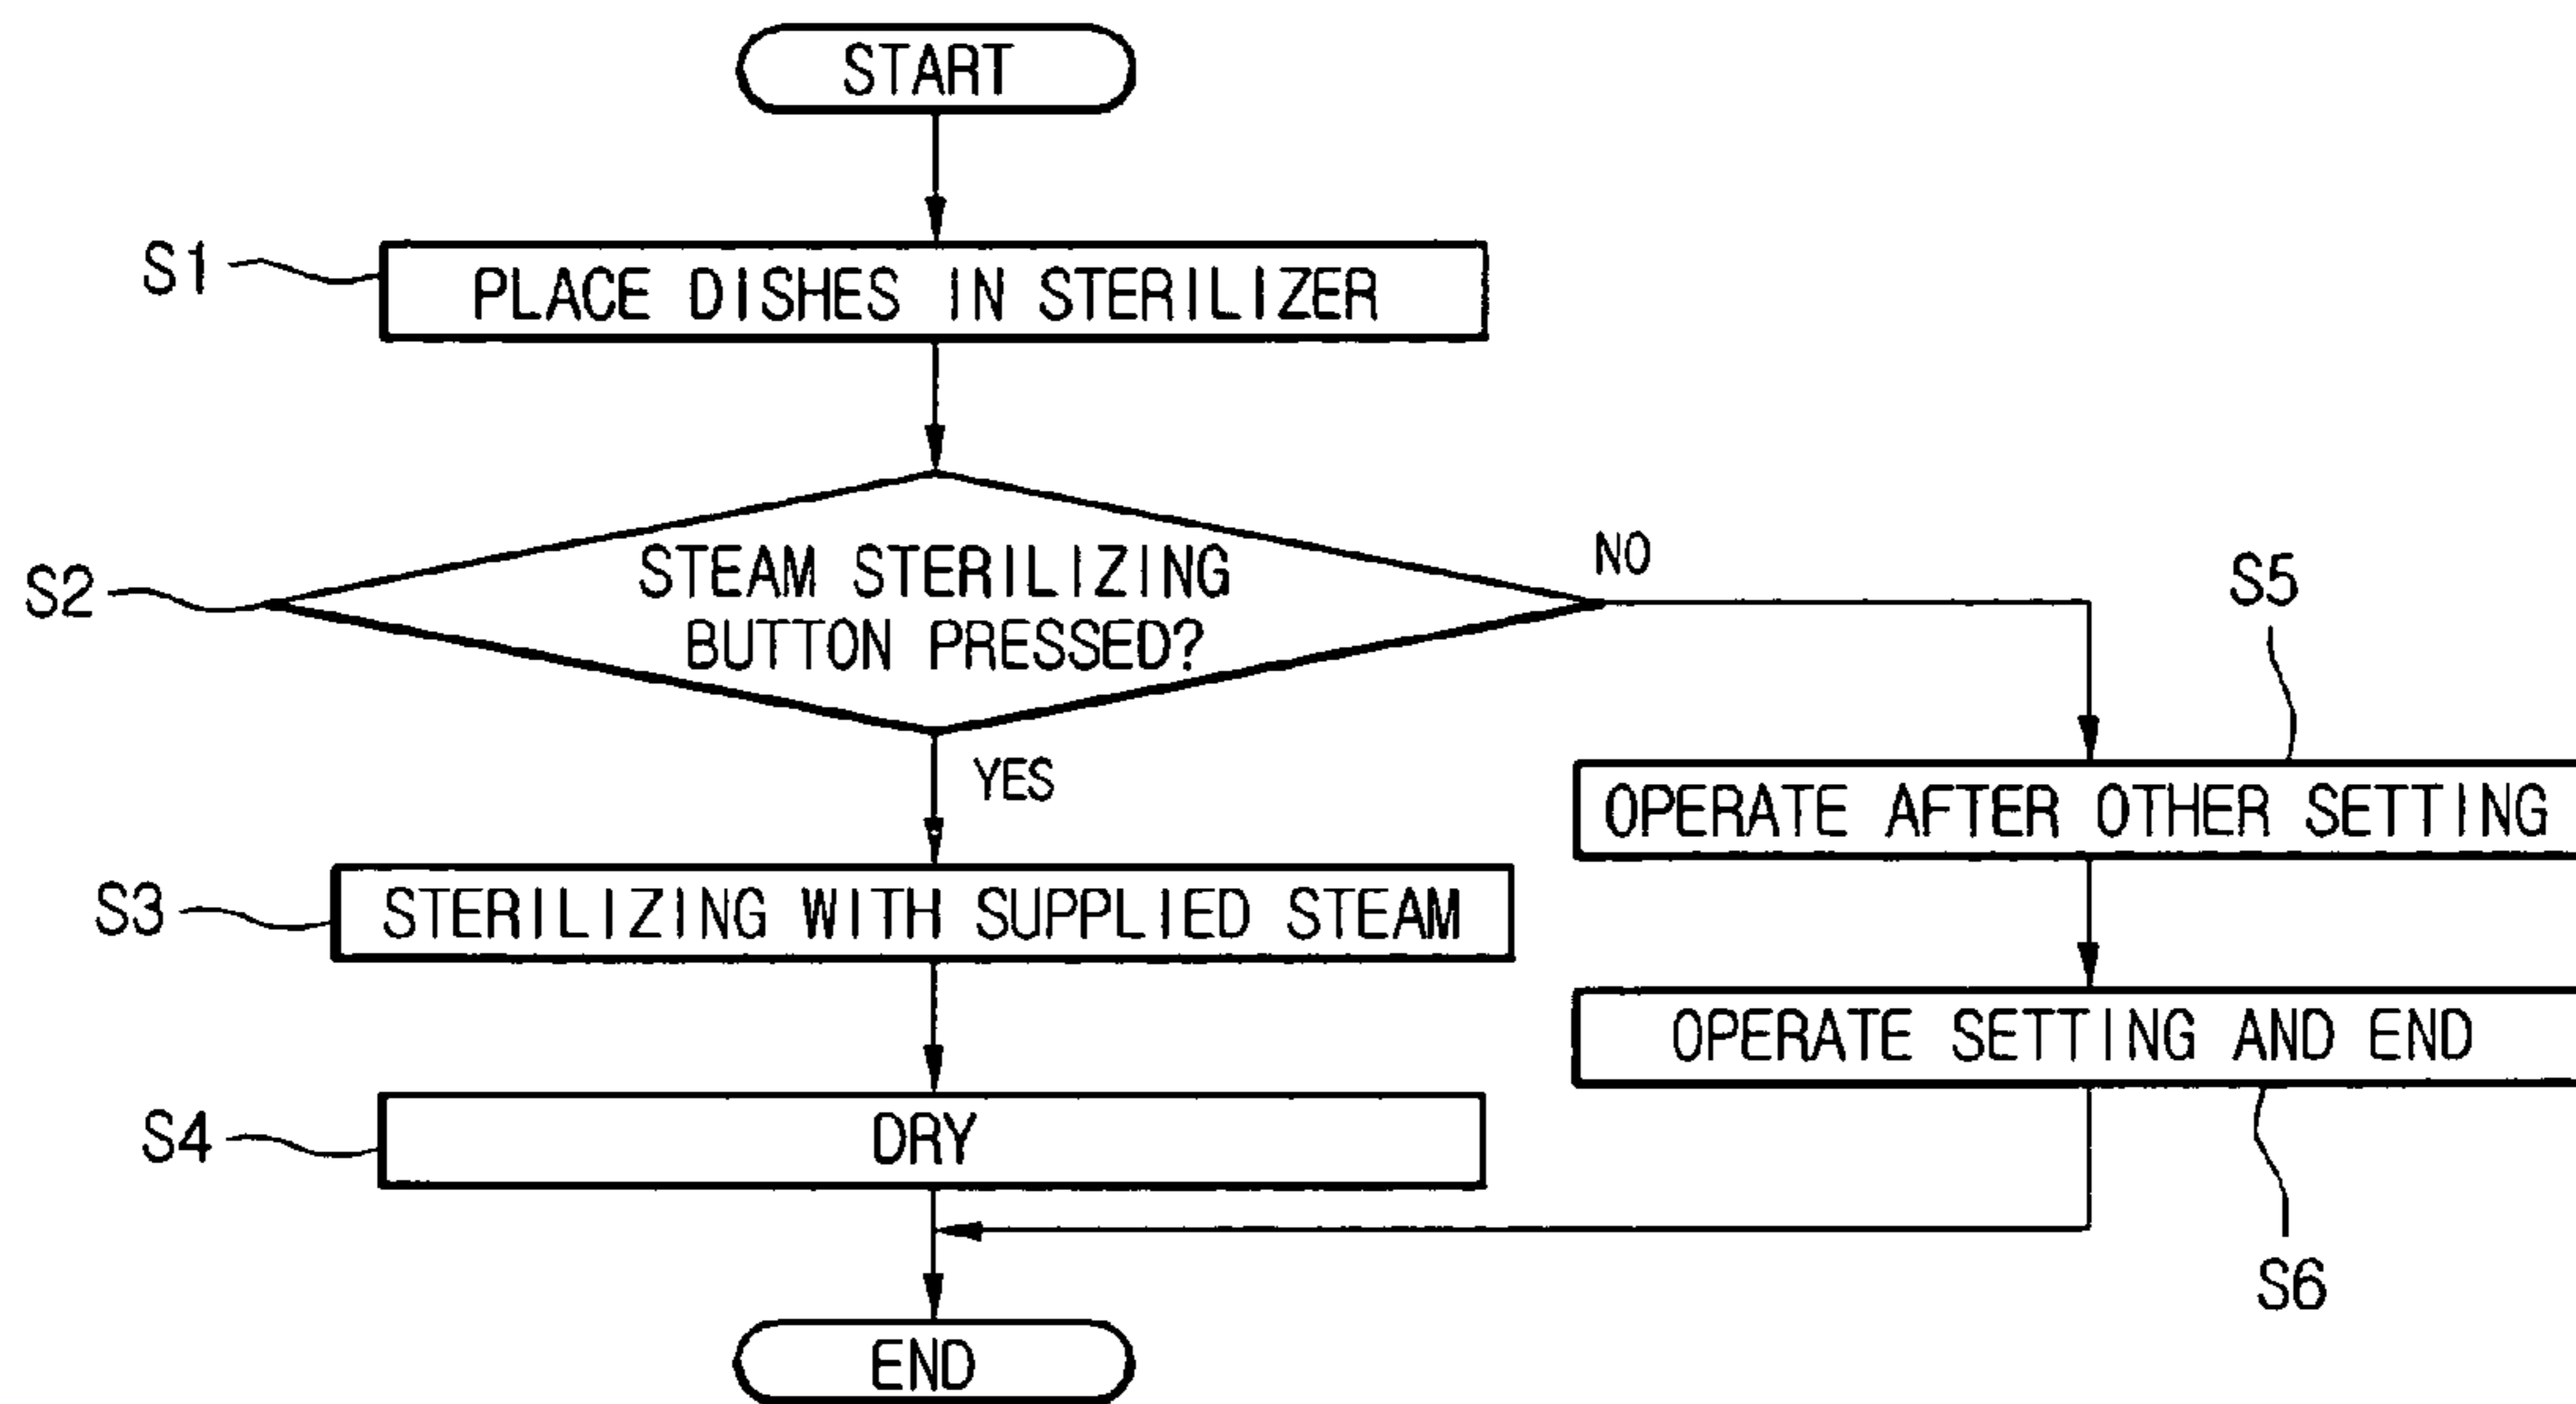 START
S1
PLACE DISHES IN STERILIZER
S2
STEAM STERILIZING
BUTTON PRESSED?
NO
YES
S5
OPERATE AFTER OTHER SETTING
S3
STERILIZING WITH SUPPLIED STEAM
OPERATE SETTING AND END
S4
DRY
S6
END